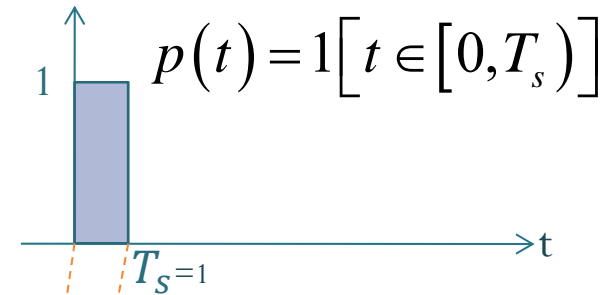 p(t) = 1[t ∈ [0, T_s)]
1
t
T_s=1